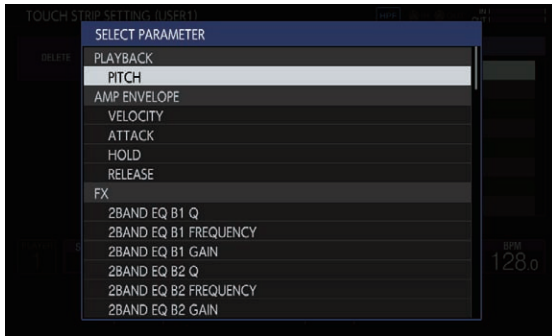 TOUCH STRIP SETTING (USER1)
SELECT PARAMETER
DELETE
PLAYBACK
PITCH
AMP ENVELOPE
VELOCITY
ATTACK
HOLD
RELEASE
FX
2BAND EQ B1 Q
2BAND EQ B1 FREQUENCY
2BAND EQ B1 GAIN
2BAND EQ B2 Q
2BAND EQ B2 FREQUENCY
2BAND EQ B2 GAIN
BPM
128.0